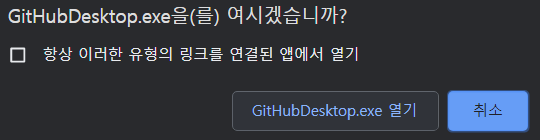 GitHubDesktop.exe을(를) 여시겠습니까?
항상 이러한 유형의 링크를 연결된 앱에서 열기
GitHubDesktop.exe 열기
취소